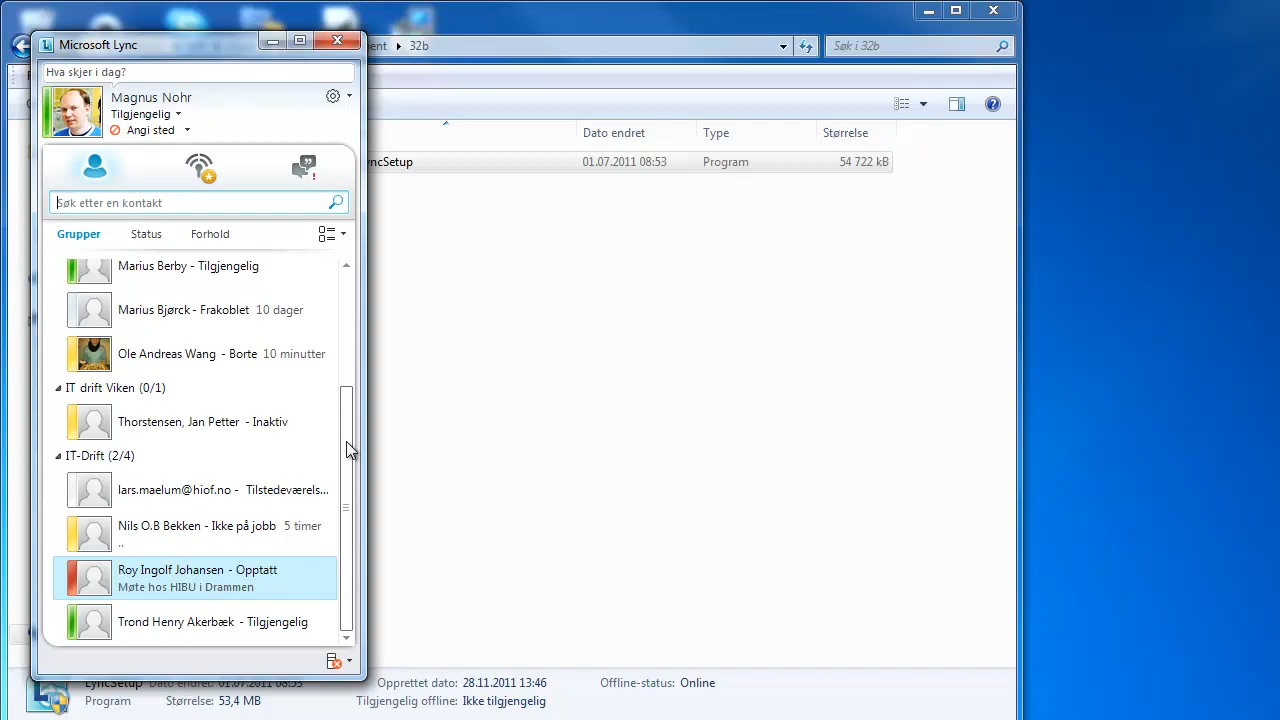 Microsoft Lync
Hva skjer i dag?
Magnus Nohr
Tilgjengelig
Angi sted
Søk etter en kontakt
Grupper Status Forhold
Marius Berby - Tilgjengelig
Marius Bjørck - Frakoblet 10 dager
Ole Andreas Wang - Borte 10 minutter
IT drift Viken (0/1)
Thorstensen, Jan Petter - Inaktiv
IT-Drift (2/4)
lars.maelum@hiof.no - Tilstedeværels...
Nils O.B Bekken - Ikke på jobb 5 timer
..
Roy Ingolf Johansen - Opptatt
Møte hos HIBU i Drammen
Trond Henry Akerbæk - Tilgjengelig
32b
Søk i 32b
Dato endret Type Størrelse
01.07.2011 08:53 Program 54 722 kB
LyncSetup Dato endret: 01.07.2011 08:53 Opprettet dato: 28.11.2011 13:46 Offline-status: Online
Program Størrelse: 53,4 MB Tilgjengelig offline: Ikke tilgjengelig